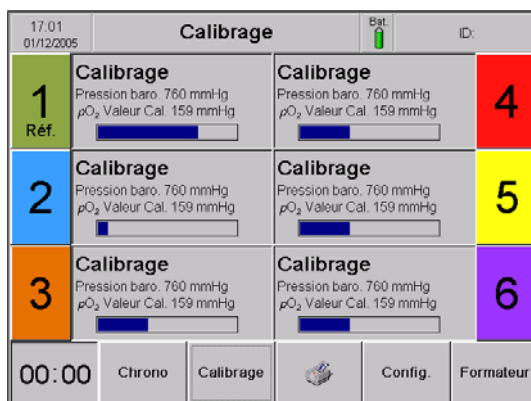 17.01
01/12/2005
Calibrage
Bat.
ID:
1
Réf.
Calibrage
Pression baro. 760 mmHg
pO₂ Valeur Cal. 159 mmHg
Calibrage
Pression baro. 760 mmHg
pO₂ Valeur Cal. 159 mmHg
4
2
Calibrage
Pression baro. 760 mmHg
pO₂ Valeur Cal. 159 mmHg
Calibrage
Pression baro. 760 mmHg
pO₂ Valeur Cal. 159 mmHg
5
3
Calibrage
Pression baro. 760 mmHg
pO₂ Valeur Cal. 159 mmHg
Calibrage
Pression baro. 760 mmHg
pO₂ Valeur Cal. 159 mmHg
6
00:00
Chrono
Calibrage
Config.
Formateur